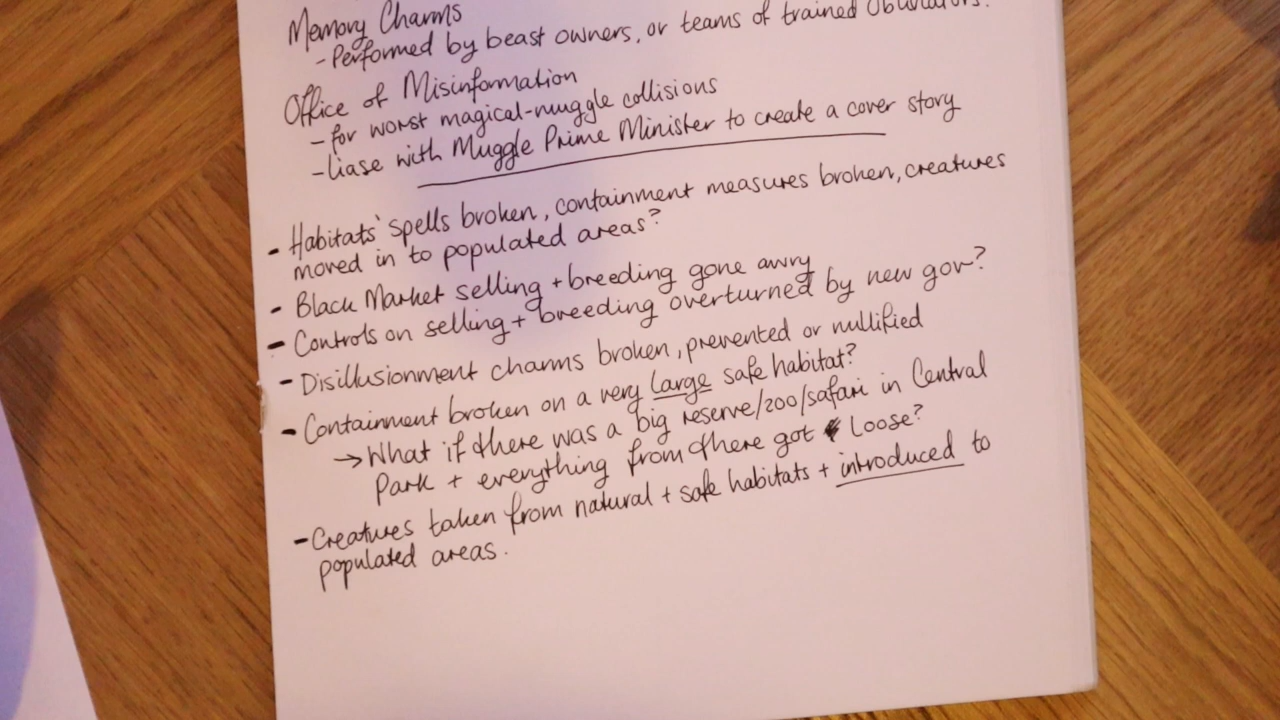 Memory Charms
- Performed by beast owners, or teams of trained Obliviators.
Office of Misinformation
- for worst magical-muggle collisions
- liase with Muggle Prime Minister to create a cover story
- Habitats' spells broken, containment measures broken, creatures
moved in to populated areas?
- Black Market selling + breeding gone awry
- Controls on selling + breeding overturned by new gov?
- Disillusionment charms broken, prevented or nullified
- Containment broken on a very large safe habitat?
→ What if there was a big reserve/zoo/safari in Central
Park + everything from there got loose?
- Creatures taken from natural + safe habitats + introduced to
populated areas.